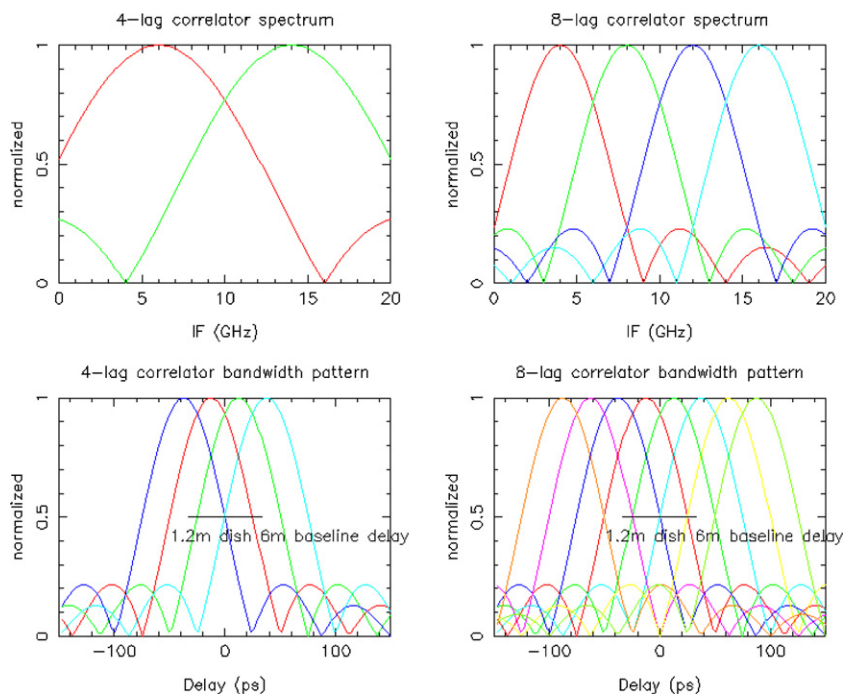 4-lag correlator spectrum
8-lag correlator spectrum
normalized
1
0.5
0
0 5 10 15 20
IF (GHz)
normalized
1
0.5
0
0 5 10 15 20
IF (GHz)
4-lag correlator bandwidth pattern
8-lag correlator bandwidth pattern
normalized
1
0.5
0
1.2m dish 6m baseline delay
-100 0 100
Delay (ps)
normalized
1
0.5
0
1.2m dish 6m baseline delay
-100 0 100
Delay (ps)